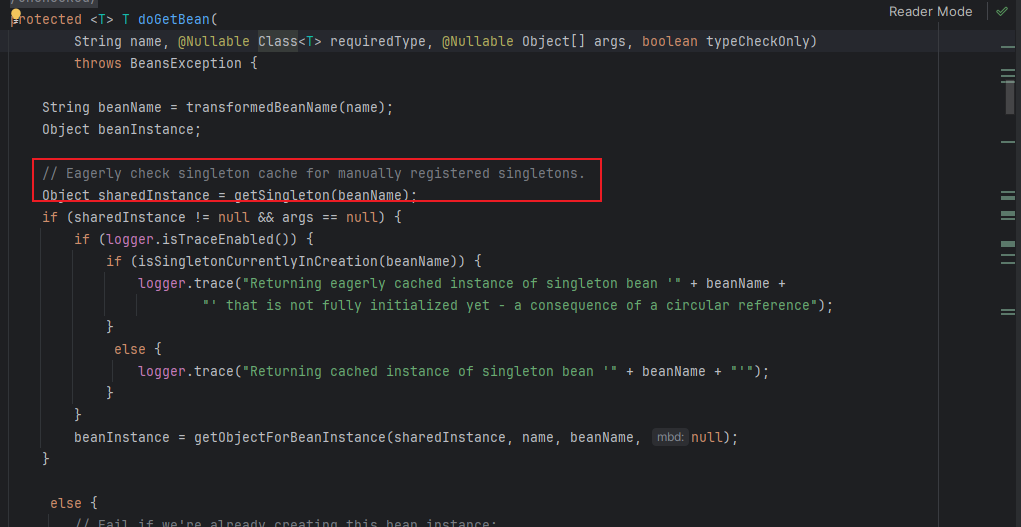 Reader Mode
protected <T> T doGetBean(
String name, @Nullable Class<T> requiredType, @Nullable Object[] args, boolean typeCheckOnly)
throws BeansException {
String beanName = transformedBeanName(name);
Object beanInstance;
// Eagerly check singleton cache for manually registered singletons.
Object sharedInstance = getSingleton(beanName);
if (sharedInstance != null && args == null) {
if (logger.isTraceEnabled()) {
if (isSingletonCurrentlyInCreation(beanName)) {
logger.trace("Returning eagerly cached instance of singleton bean '" + beanName +
"' that is not fully initialized yet - a consequence of a circular reference");
}
else {
logger.trace("Returning cached instance of singleton bean '" + beanName + "'");
}
}
beanInstance = getObjectForBeanInstance(sharedInstance, name, beanName, mbd: null);
}
else {
// Fail if we're already creating this bean instance: